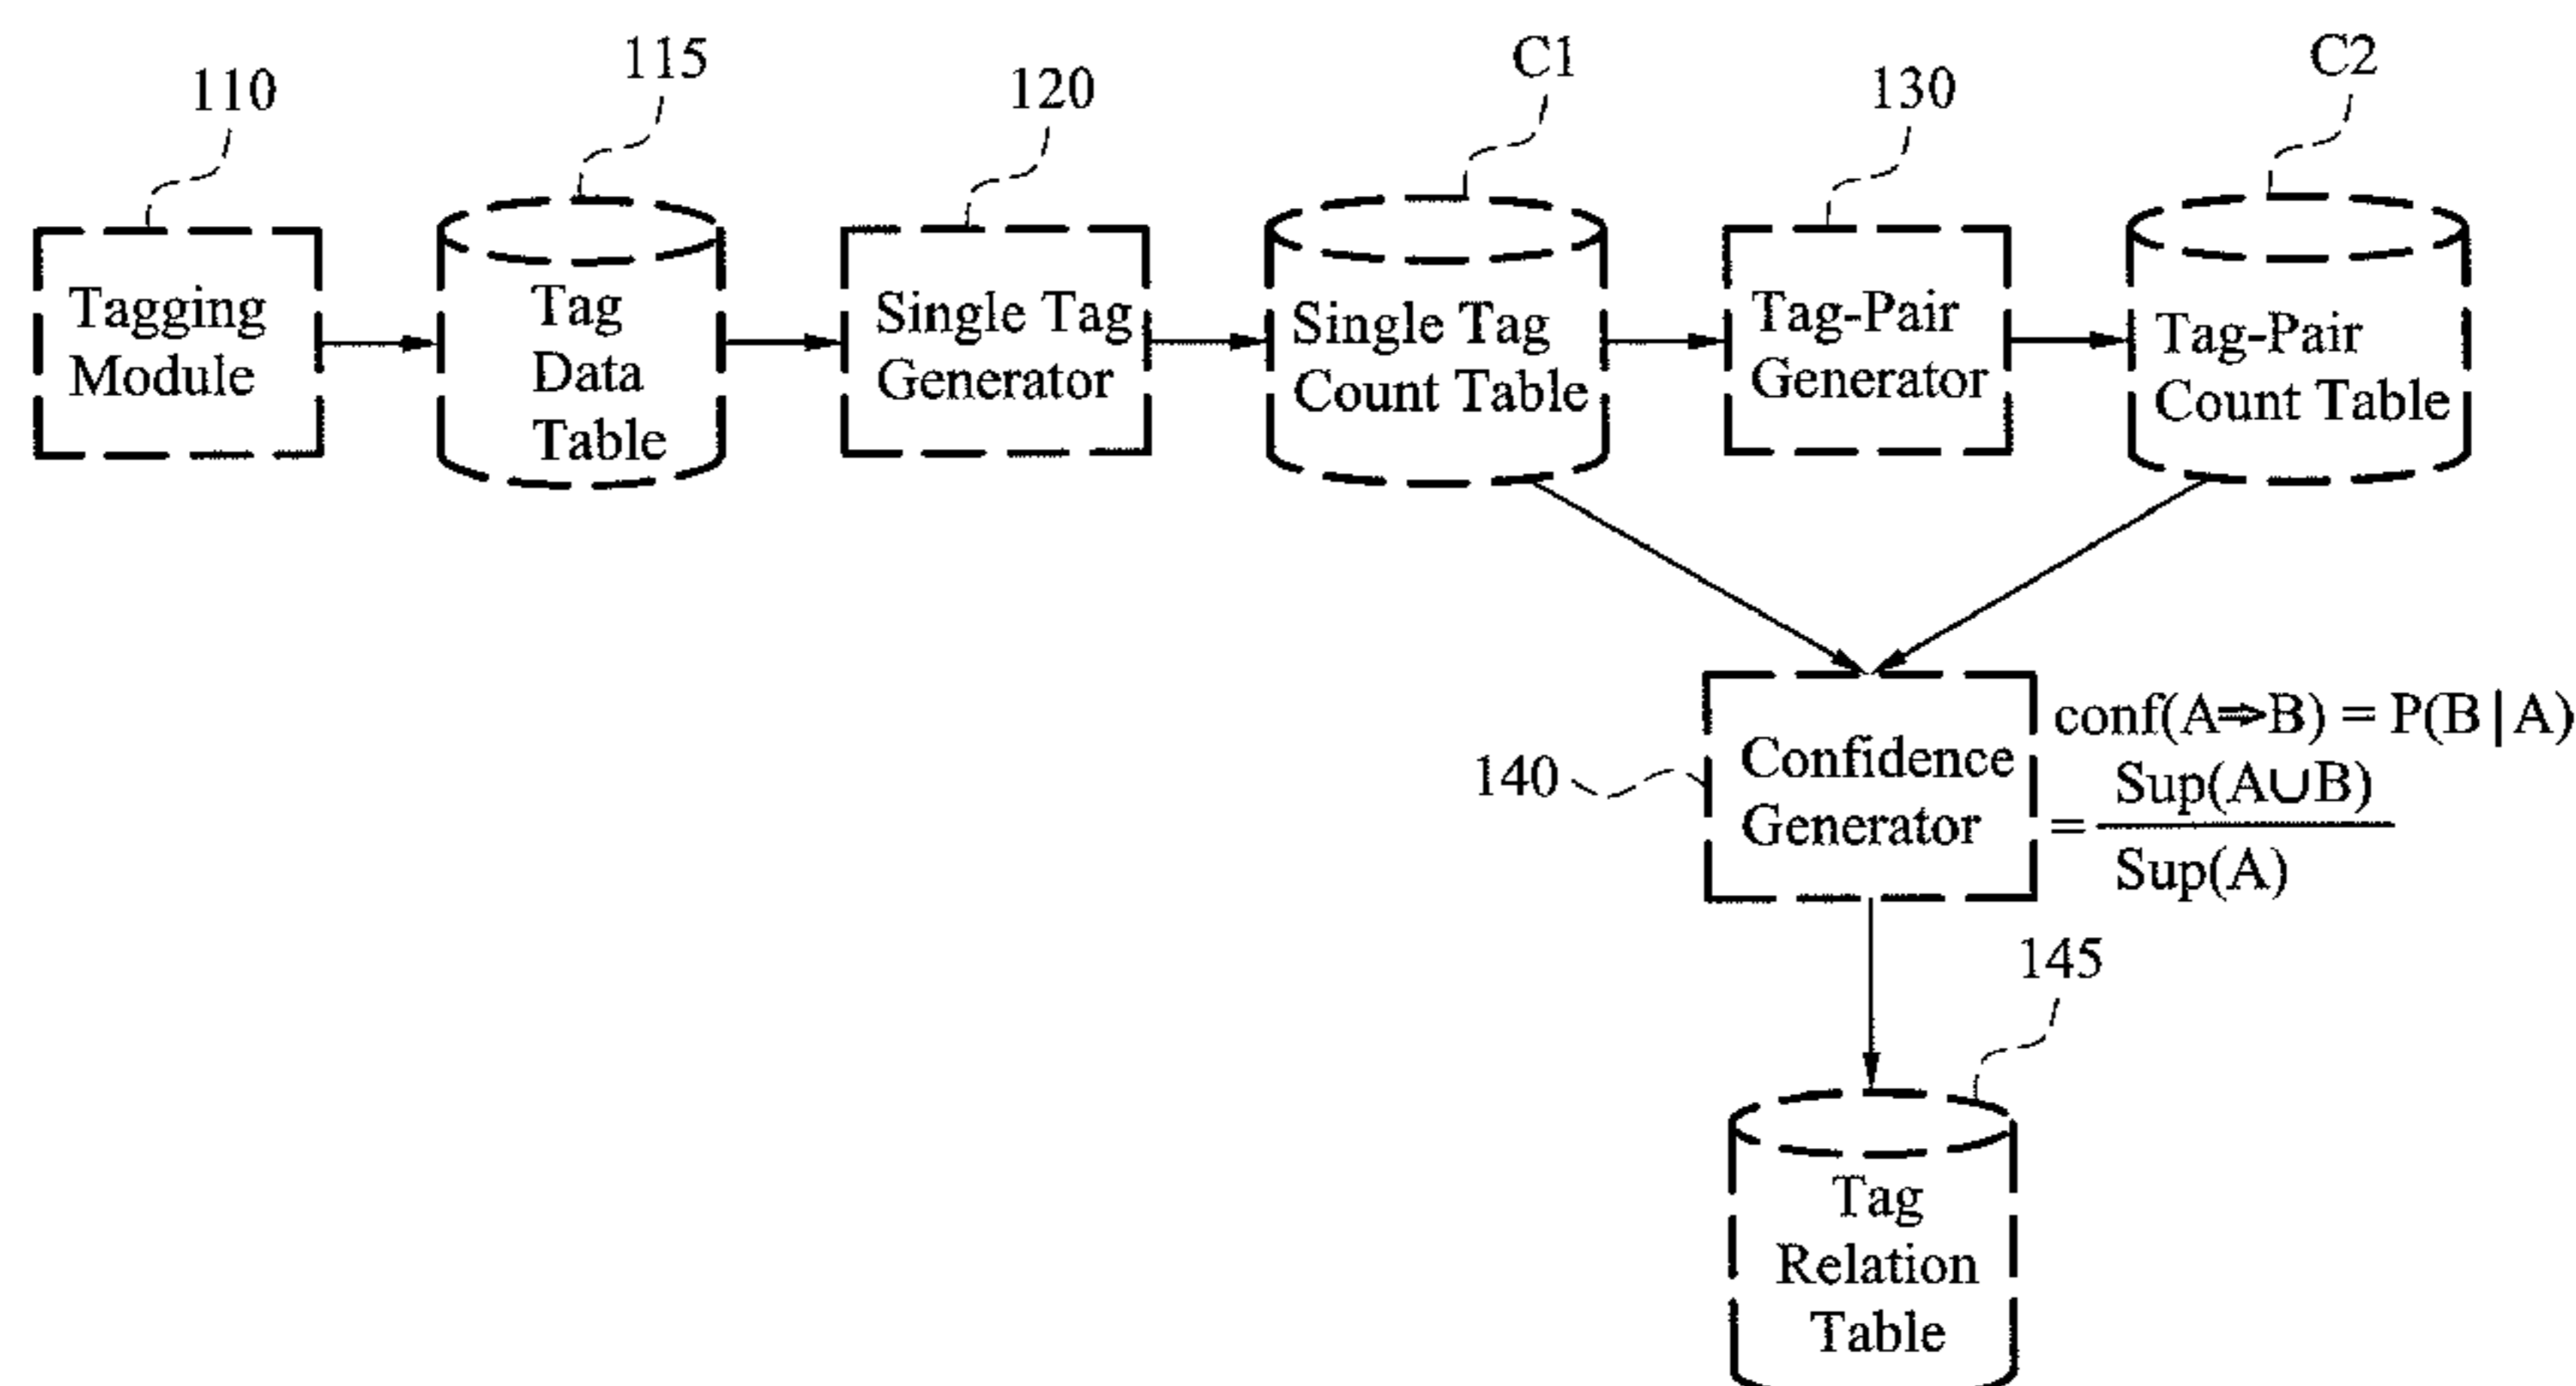 110
115
120
C1
130
C2
Tagging
Module
Tag
Data
Table
Single Tag
Generator
Single Tag
Count Table
Tag-Pair
Generator
Tag-Pair
Count Table
140
Confidence
Generator
conf(A⇒B) = P(B|A)
= Sup(A∪B)
Sup(A)
145
Tag
Relation
Table